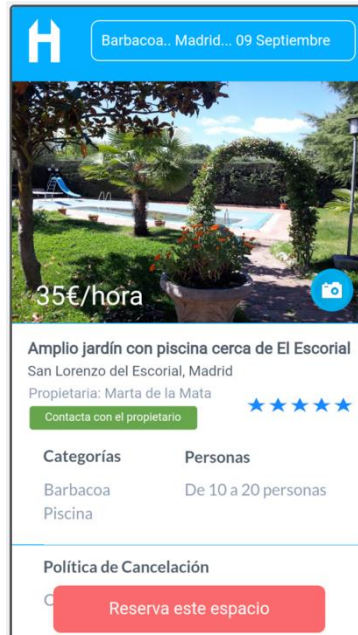 H
Barbacoa.. Madrid... 09 Septiembre
35€/hora
Amplio jardín con piscina cerca de El Escorial
San Lorenzo del Escorial, Madrid
Propietaria: Marta de la Mata
Contacta con el propietario
Categorías
Personas
Barbacoa
De 10 a 20 personas
Piscina
Política de Cancelación
Reserva este espacio